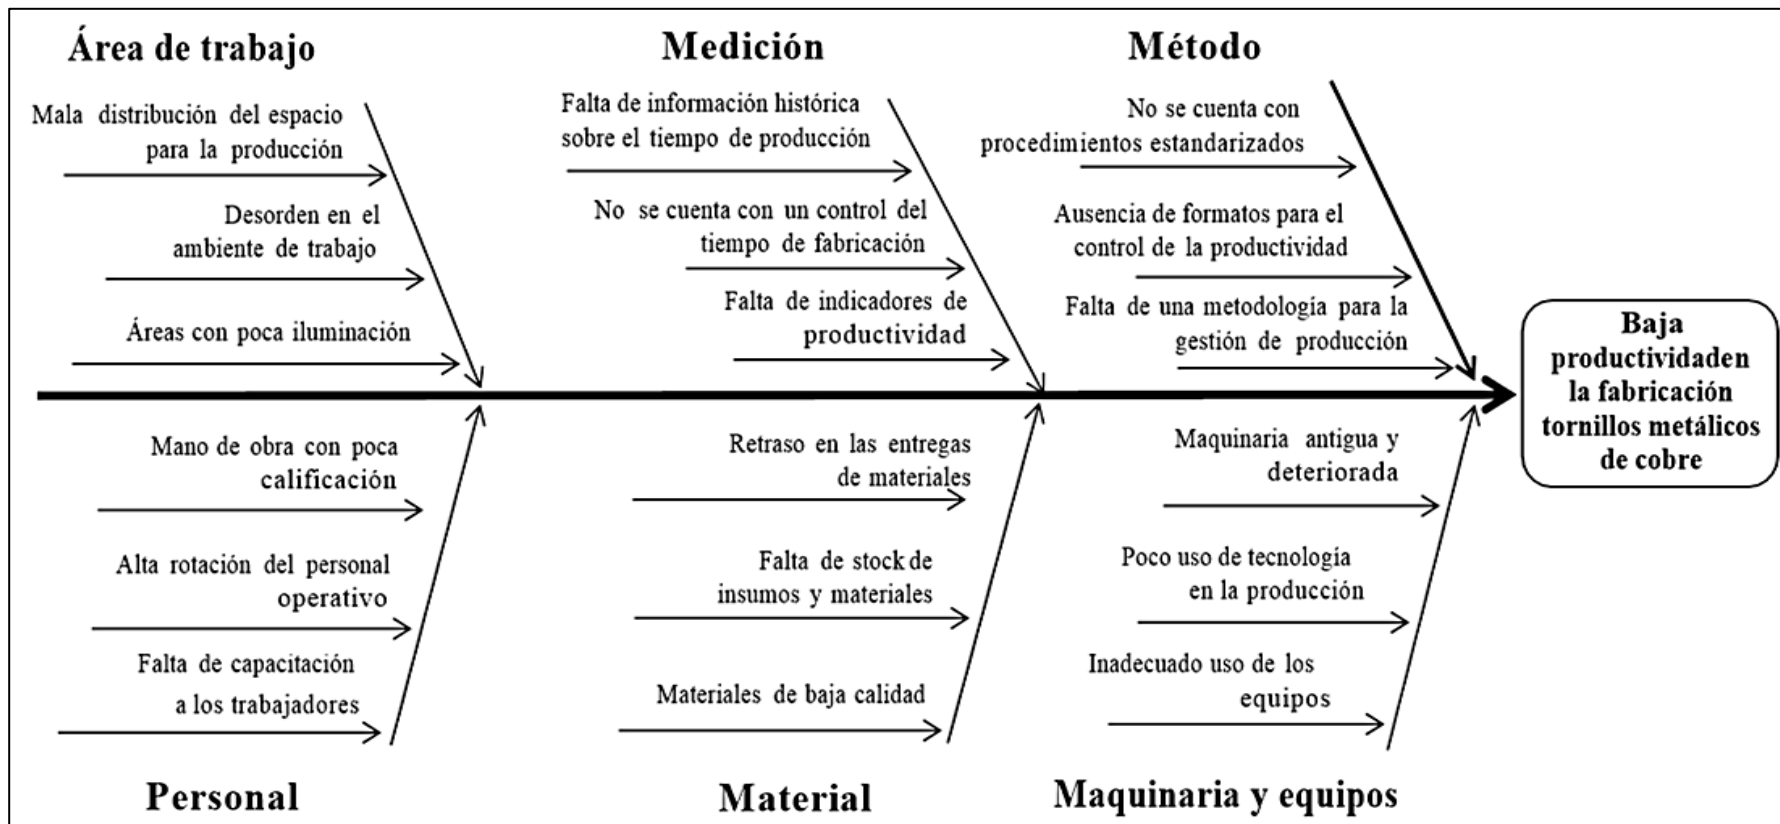 Área de trabajo
Mala distribución del espacio
para la producción
Desorden en el
ambiente de trabajo
Áreas con poca iluminación
Medición
Falta de información histórica
sobre el tiempo de producción
No se cuenta con un control del
tiempo de fabricación
Falta de indicadores de
productividad
Método
No se cuenta con
procedimientos estandarizados
Ausencia de formatos para el
control de la productividad
Falta de una metodología para la
gestión de producción
Baja
productividaden
la fabricación
tornillos metálicos
de cobre
Mano de obra con poca
calificación
Alta rotación del personal
operativo
Falta de capacitación
a los trabajadores
Personal
Retraso en las entregas
de materiales
Falta de stock de
insumos y materiales
Materiales de baja calidad
Material
Maquinaria antigua y
deteriorada
Poco uso de tecnología
en la producción
Inadecuado uso de los
equipos
Maquinaria y equipos